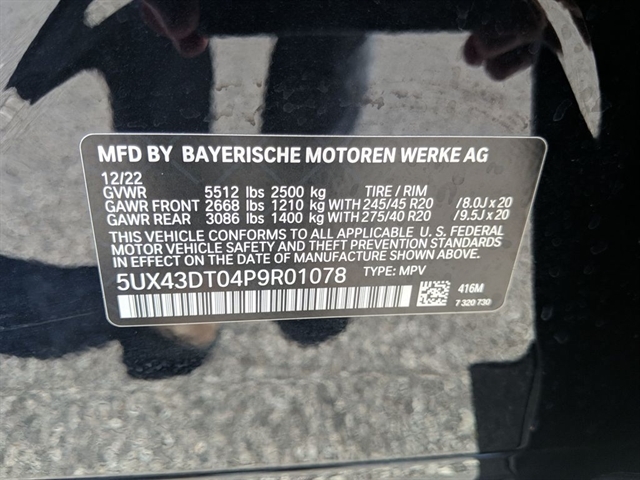 MFD BY BAYERISCHE MOTOREN WERKE AG
12/22
GVWR 5512 lbs 2500 kg TIRE / RIM
GAWR FRONT 2668 lbs 1210 kg WITH 245/45 R20 /8.0J x 20
GAWR REAR 3086 lbs 1400 kg WITH 275/40 R20 /9.5J x 20
THIS VEHICLE CONFORMS TO ALL APPLICABLE U. S. FEDERAL
MOTOR VEHICLE SAFETY, BUMPER, AND THEFT PREVENTION STANDARDS
IN EFFECT ON THE DATE OF MANUFACTURE SHOWN ABOVE.
5UX43DT04P9R01078 TYPE: MPV
416M
7 320 730